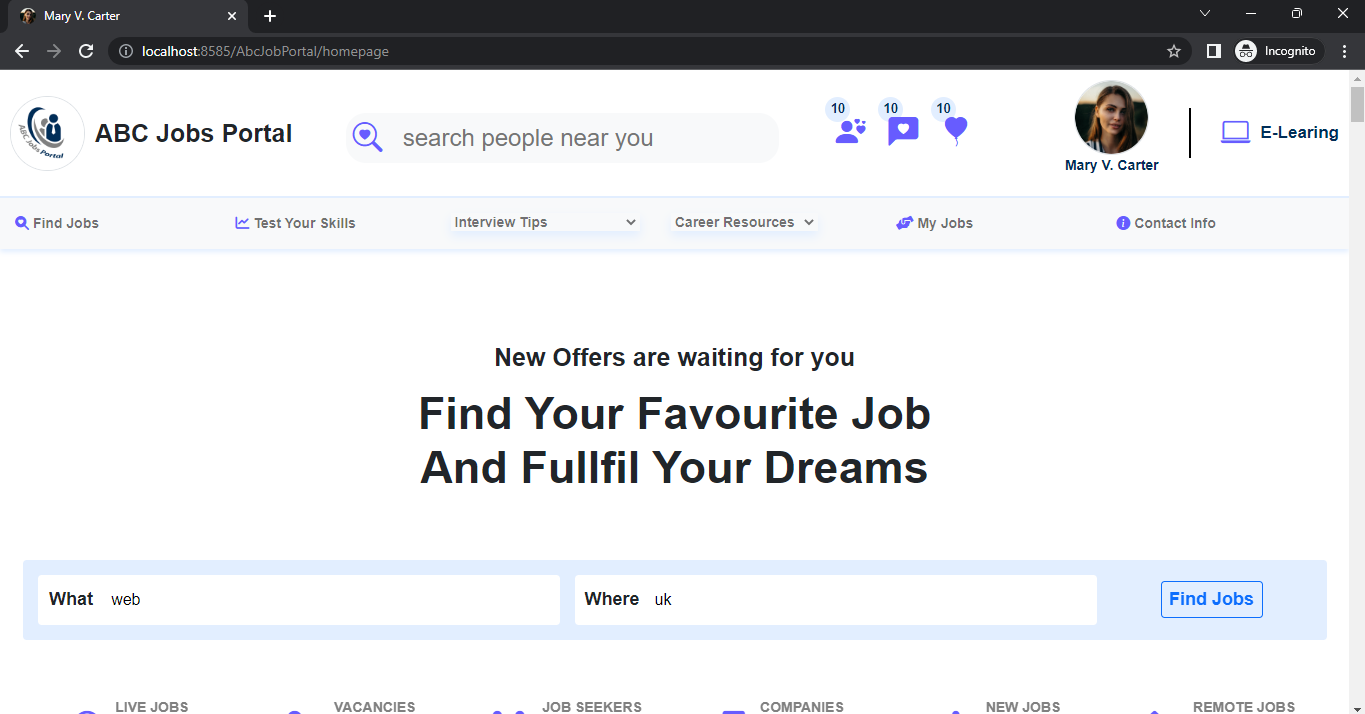 Mary V. Carter
localhost:8585/AbcJobPortal/homepage
Incognito
ABC Jobs Portal
ABC Jobs Portal
search people near you
10
10
10
Mary V. Carter
E-Learing
Find Jobs
Test Your Skills
Interview Tips
Career Resources
My Jobs
Contact Info
New Offers are waiting for you
Find Your Favourite Job
And Fullfil Your Dreams
What web
Where uk
Find Jobs
LIVE JOBS
VACANCIES
JOB SEEKERS
COMPANIES
NEW JOBS
REMOTE JOBS